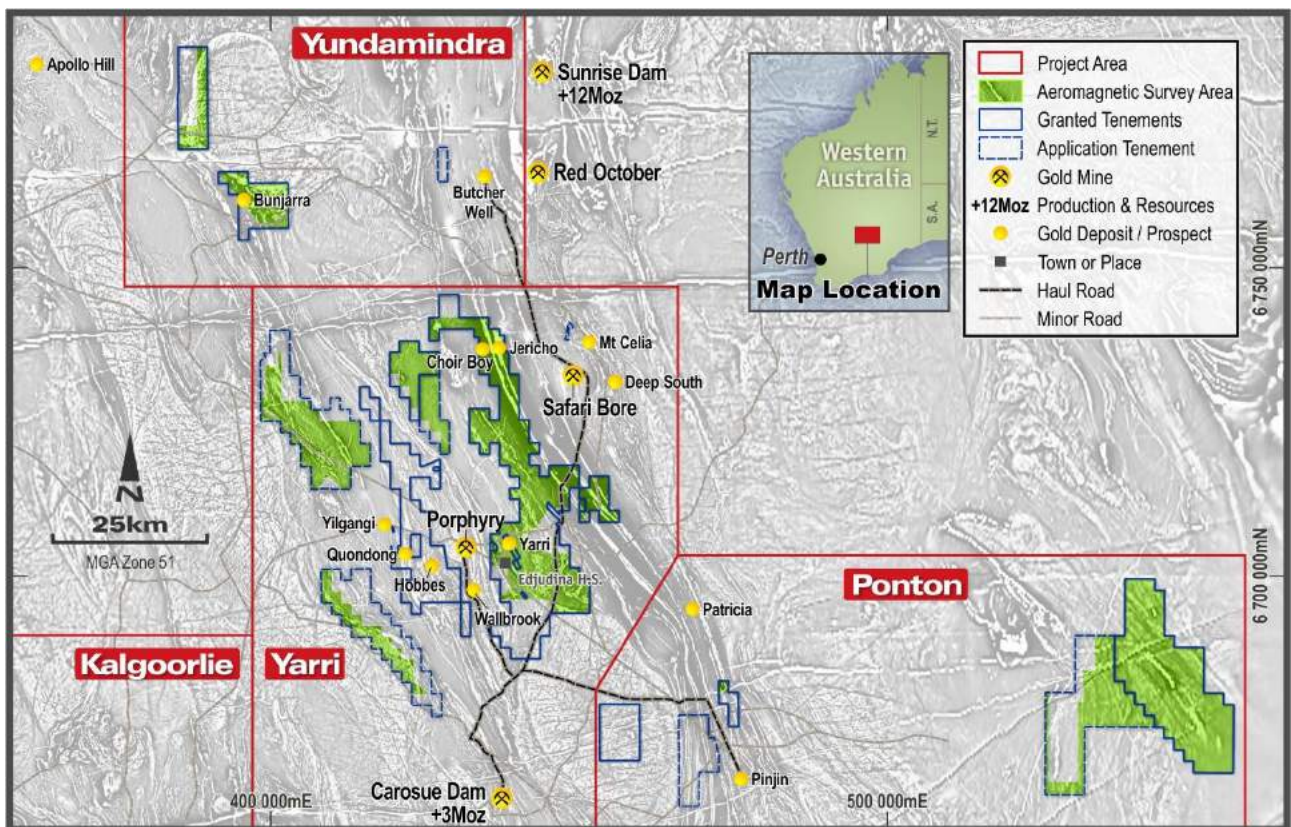 Yundamindra
Apollo Hill
Sunrise Dam
+12Moz
Red October
Butcher
Well
Bunjarra
Western
Australia
N.T.
S.A.
Perth
Map Location
Project Area
Aeromagnetic Survey Area
Granted Tenements
Application Tenement
Gold Mine
+12Moz Production & Resources
Gold Deposit / Prospect
Town or Place
Haul Road
Minor Road
6 750 000mN
Choir Boy
Jericho
Mt Celia
Deep South
Safari Bore
N
25km
MGA Zone 51
Yilgangi
Porphyry
Yarri
Quondong
Hobbes
Edjudina H.S.
Wallbrook
Patricia
Ponton
6 700 000mN
Kalgoorlie
Yarri
Pinjin
Carosue Dam
+3Moz
400 000mE
500 000mE